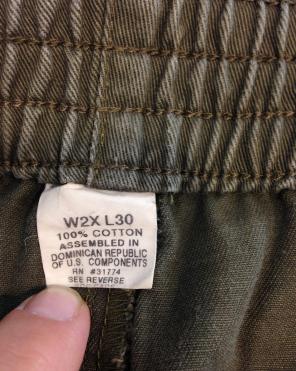 W2X L30
100% COTTON
ASSEMBLED IN
DOMINICAN REPUBLIC
OF U.S. COMPONENTS
RN #31774
SEE REVERSE